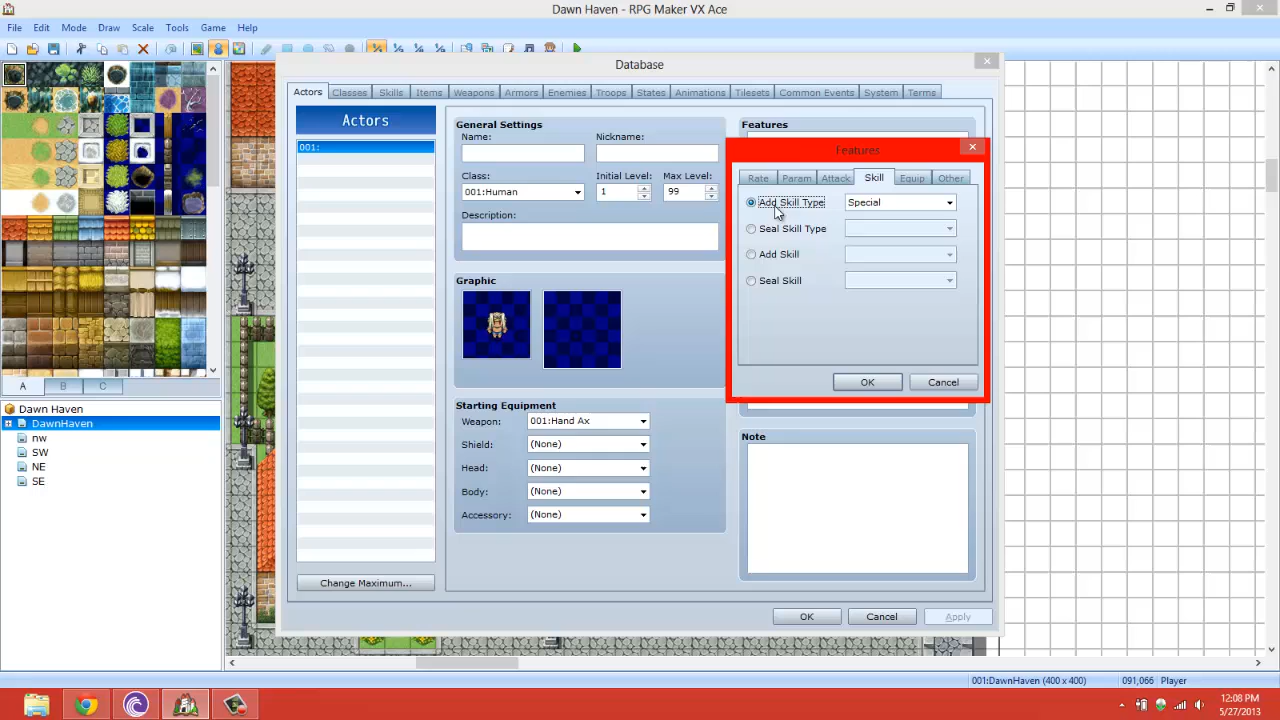 Dawn Haven - RPG Maker VX Ace
File Edit Mode Draw Scale Tools Game Help
Database
Actors Classes Skills Items Weapons Armors Enemies Troops States Animations Tilesets Common Events System Terms
Actors
001:
Change Maximum...
General Settings
Name: Nickname:
Class: Initial Level: Max Level:
001:Human 1 99
Description:
Graphic
Starting Equipment
Weapon: 001:Hand Ax
Shield: (None)
Head: (None)
Body: (None)
Accessory: (None)
Features
Features
Rate Param Attack Skill Equip Other
Add Skill Type Special
Seal Skill Type
Add Skill
Seal Skill
OK Cancel
Note
OK Cancel Apply
A B C
Dawn Haven
DawnHaven
nw
SW
NE
SE
001:DawnHaven (400 x 400) 091,066 Player
12:08 PM
5/27/2013